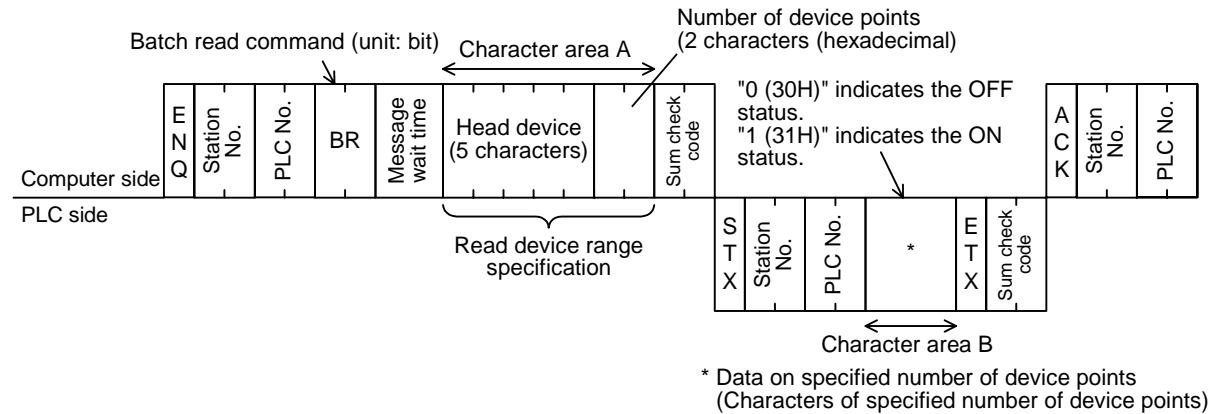 Number of device points
(2 characters (hexadecimal)
Batch read command (unit: bit)
Character area A
"0 (30H)" indicates the OFF
status.
"1 (31H)" indicates the ON
status.
ENQ
Station
No.
PLC No.
BR
Message
wait time
Head device
(5 characters)
Sum check
code
ACK
Station
No.
PLC No.
Computer side
PLC side
Read device range
specification
STX
Station
No.
PLC No.
*
ETX
Sum check
code
Character area B
* Data on specified number of device points
(Characters of specified number of device points)